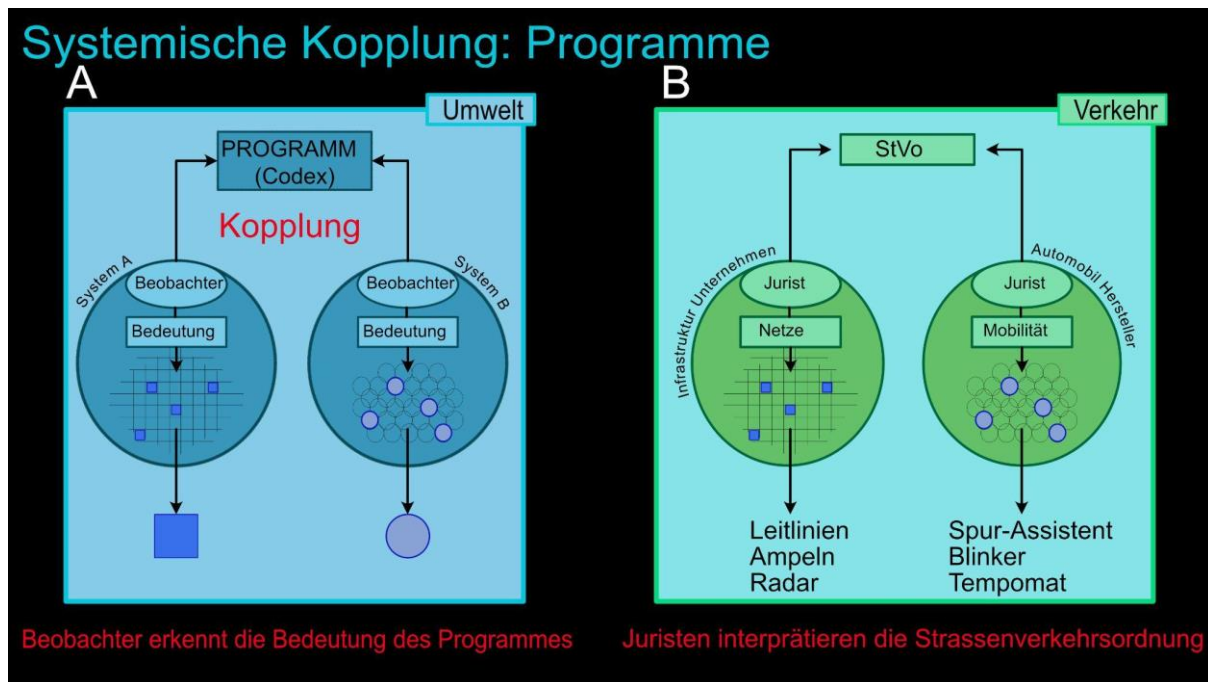 Systemische Kopplung: Programme
A
Umwelt
PROGRAMM
(Codex)
Kopplung
System A
Beobachter
Bedeutung
System B
Beobachter
Bedeutung
Beobachter erkennt die Bedeutung des Programmes
B
Verkehr
StVo
Infrastruktur Unternehmen
Jurist
Netze
Automobil Hersteller
Jurist
Mobilität
Leitlinien
Ampeln
Radar
Spur-Assistent
Blinker
Tempomat
Juristen interprätieren die Strassenverkehrsordnung